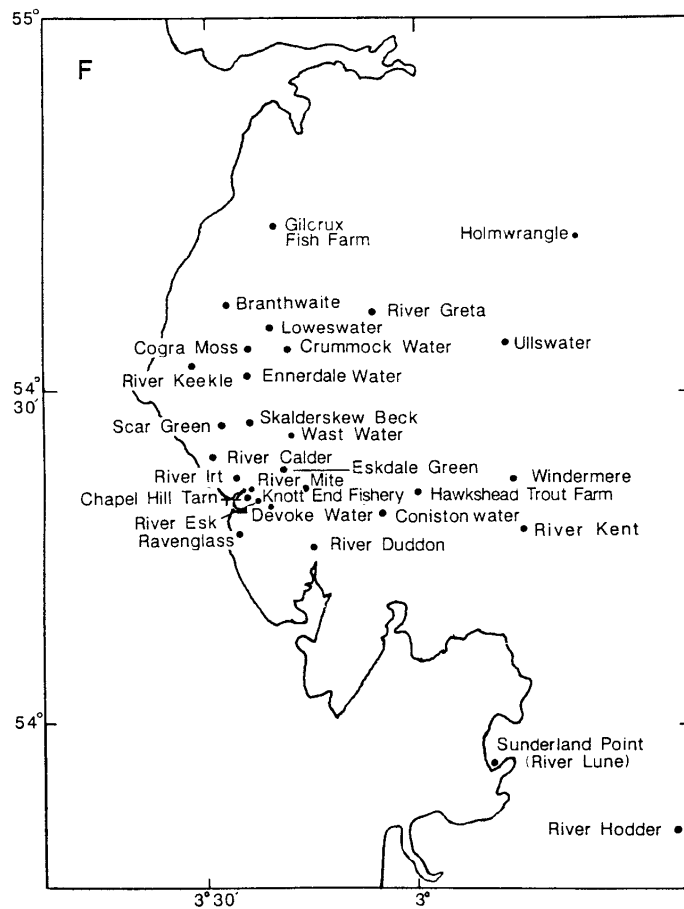 55°
F
Gilcrux
Fish Farm
Holmwrangle
Branthwaite
River Greta
Loweswater
Ullswater
Cogra Moss
Crummock Water
River Keekle
Ennerdale Water
54°
30′
Skalderskew Beck
Scar Green
Wast Water
River Calder
Eskdale Green
River Irt
River Mite
Windermere
Chapel Hill Tarn
Knott End Fishery
Hawkshead Trout Farm
River Esk
Devoke Water
Coniston water
Ravenglass
River Kent
River Duddon
54°
Sunderland Point
(River Lune)
River Hodder
3° 30′
3°